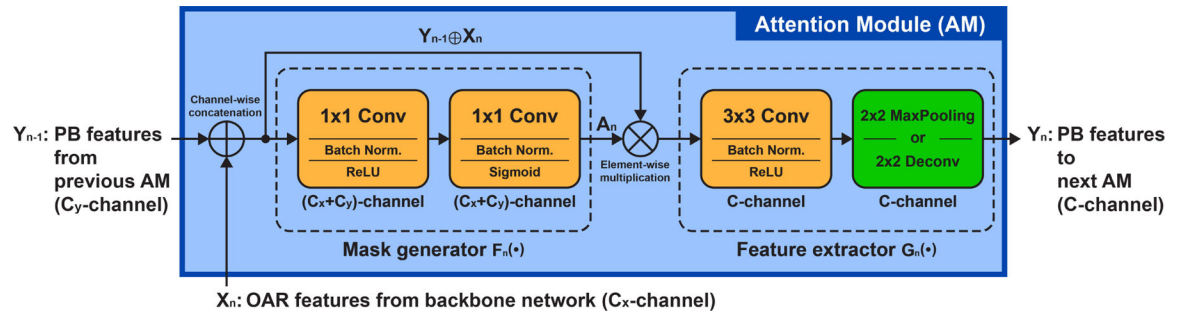 Attention Module (AM)
Yn-1⊕Xn
Channel-wise
concatenation
1x1 Conv
Batch Norm.
ReLU
(Cx+Cy)-channel
1x1 Conv
Batch Norm.
Sigmoid
(Cx+Cy)-channel
Mask generator Fn(•)
An
Element-wise
multiplication
3x3 Conv
Batch Norm.
ReLU
C-channel
2x2 MaxPooling
or
2x2 Deconv
C-channel
Feature extractor Gn(•)
Yn-1: PB features
from
previous AM
(Cy-channel)
Yn: PB features
to
next AM
(C-channel)
Xn: OAR features from backbone network (Cx-channel)